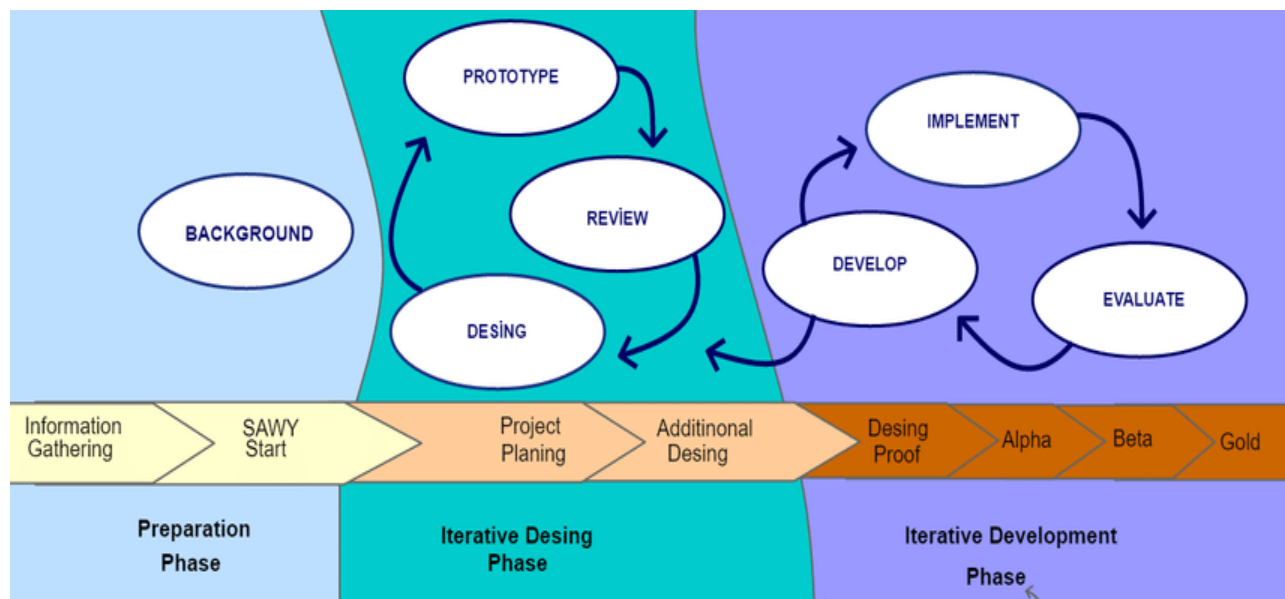 PROTOTYPE
IMPLEMENT
REVİEW
BACKGROUND
DEVELOP
EVALUATE
DESİNG
Information
Gathering
SAWY
Start
Project
Planing
Additinonal
Desing
Desing
Proof
Alpha
Beta
Gold
Preparation
Phase
Iterative Desing
Phase
Iterative Development
Phase